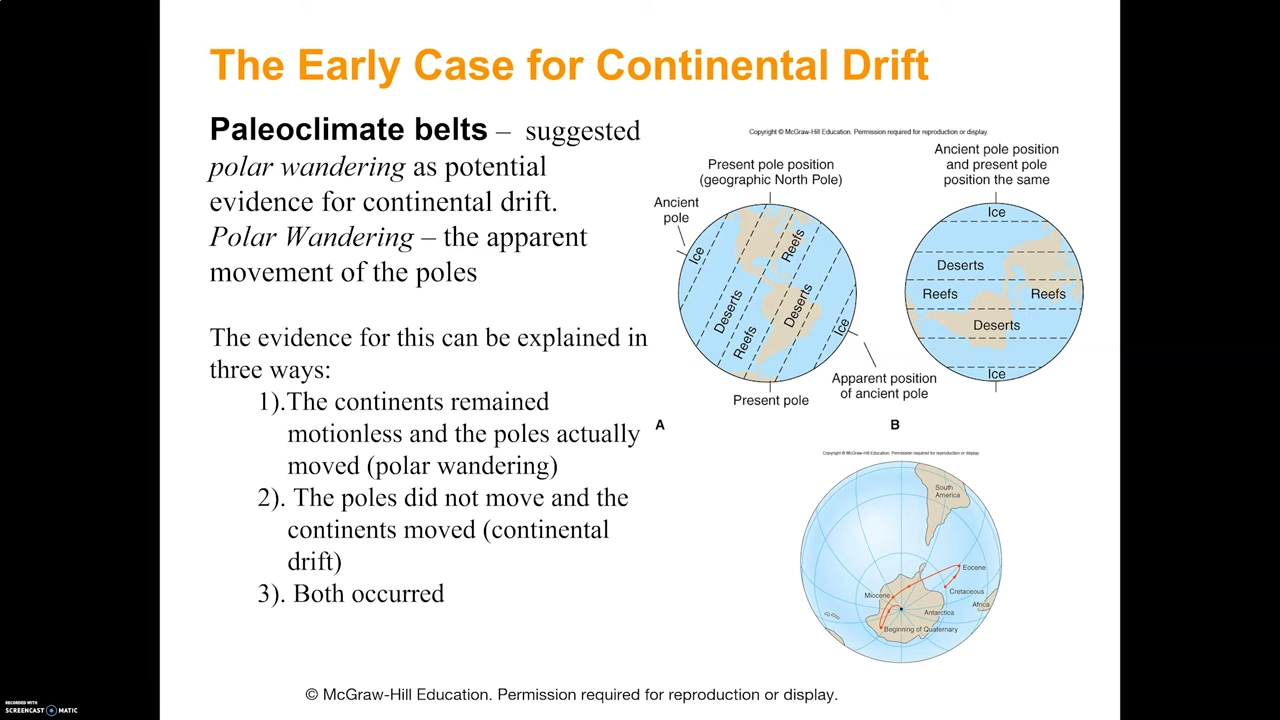 The Early Case for Continental Drift
Paleoclimate belts – suggested
polar wandering as potential
evidence for continental drift.
Polar Wandering – the apparent
movement of the poles
The evidence for this can be explained in
three ways:
1).The continents remained
motionless and the poles actually
moved (polar wandering)
2). The poles did not move and the
continents moved (continental
drift)
3). Both occurred
Copyright © McGraw-Hill Education. Permission required for reproduction or display.
Present pole position
(geographic North Pole)
Ancient
pole
Ice
Reefs
Deserts
Deserts
Reefs
Ice
Apparent position
of ancient pole
Present pole
A
Ancient pole position
and present pole
position the same
Ice
Deserts
Reefs
Reefs
Deserts
Ice
B
Copyright © McGraw-Hill Education. Permission required for reproduction or display.
South
America
Eocene
Cretaceous
Miocene
Africa
Antarctica
Beginning of Quaternary
© McGraw-Hill Education. Permission required for reproduction or display.
RECORDED WITH
SCREENCAST MATIC